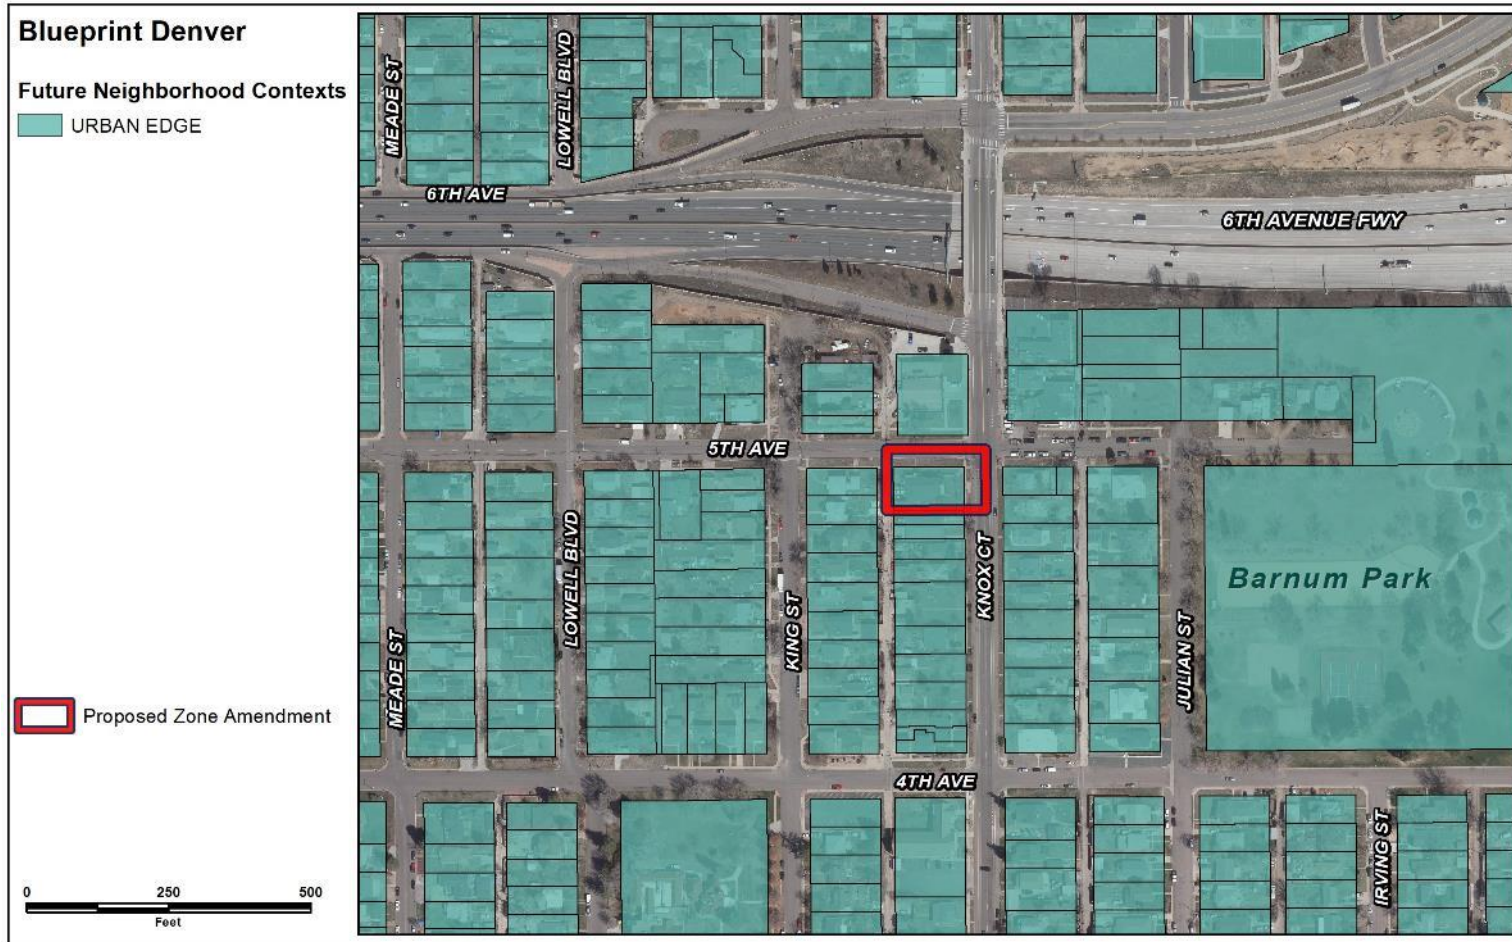 Blueprint Denver
Future Neighborhood Contexts
URBAN EDGE
MEADE ST
LOWELL BLVD
6TH AVE
6TH AVENUE FWY
5TH AVE
LOWELL BLVD
KING ST
KNOX CT
Barnum Park
MEADE ST
JULIAN ST
Proposed Zone Amendment
4TH AVE
IRVING ST
0 250 500
Feet